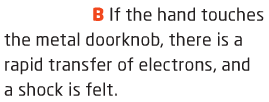 B If the hand touches
the metal doorknob, there is a
rapid transfer of electrons, and
a shock is felt.